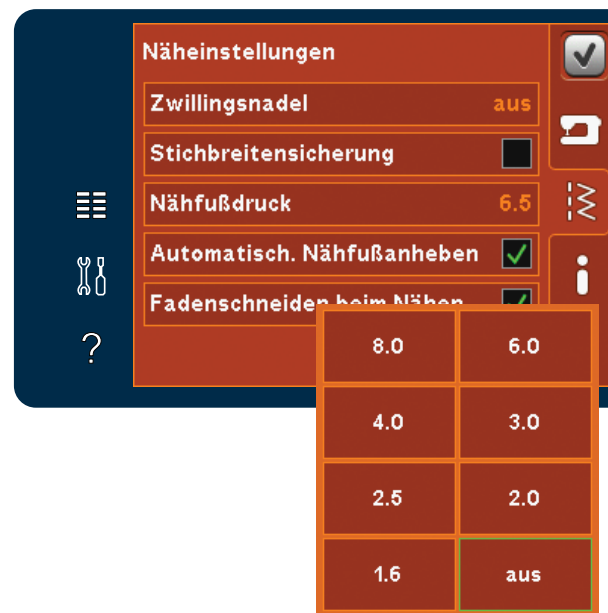 Näheinstellungen
Zwillingsnadel aus
Stichbreitensicherung
Nähfußdruck 6.5
Automatisch. Nähfußanheben
Fadenschneiden beim Nähen
?
8.0 6.0
4.0 3.0
2.5 2.0
1.6 aus